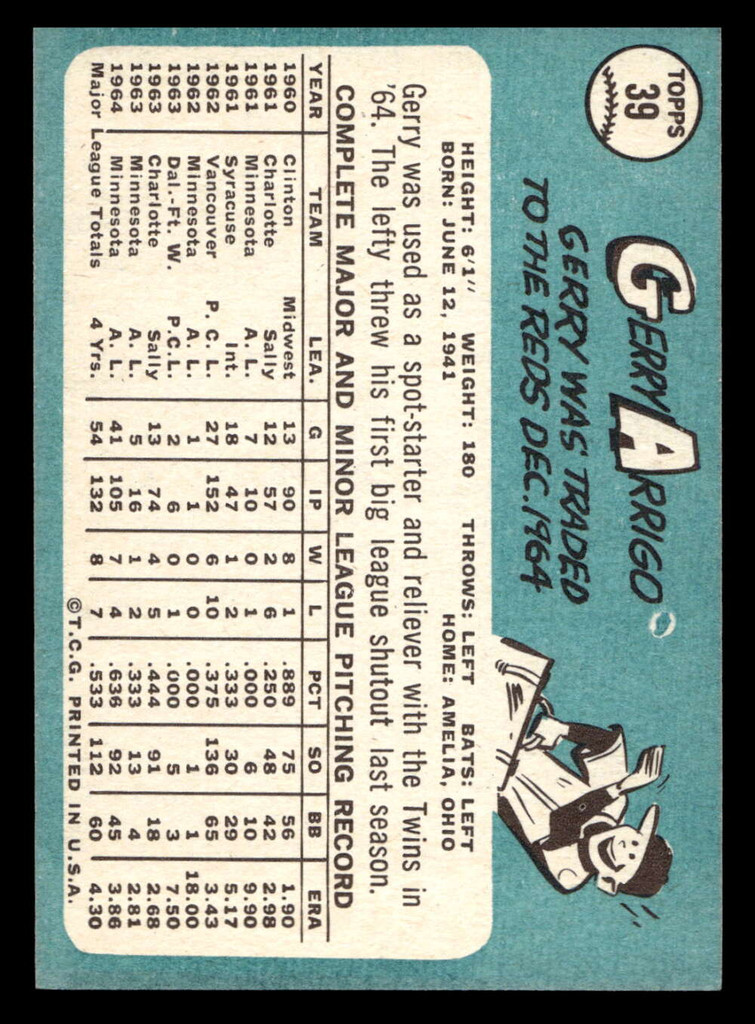 TOPPS
39
GERRY ARRIGO
GERRY WAS TRADED
TO THE REDS DEC. 1964
HEIGHT: 6'1" WEIGHT: 180 THROWS: LEFT BATS: LEFT
BORN: JUNE 12, 1941 HOME: AMELIA, OHIO
Gerry was used as a spot-starter and reliever with the Twins in
'64. The lefty threw his first big league shutout last season.
COMPLETE MAJOR AND MINOR LEAGUE PITCHING RECORD
YEAR TEAM LEA. G IP W L PCT SO BB ERA
1960 Clinton Midwest 13 90 8 1 .889 75 56 1.90
1961 Charlotte Sally 12 57 2 6 .250 48 42 2.98
1961 Minnesota A. L. 7 10 0 1 .000 6 10 9.90
1961 Syracuse Int. 18 47 1 2 .333 30 29 5.17
1962 Vancouver P. C. L. 27 152 6 10 .375 136 65 3.43
1962 Minnesota A. L. 1 1 0 0 .000 1 1 18.00
1963 Dal.-Ft. W. P.C.L. 2 6 0 1 .000 5 3 7.50
1963 Charlotte Sally 13 74 4 5 .444 91 18 2.68
1963 Minnesota A. L. 5 16 1 2 .333 13 4 2.81
1964 Minnesota A. L. 41 105 7 4 .636 92 45 3.86
Major League Totals 4 Yrs. 54 132 8 7 .533 112 60 4.30
©T.C.G. PRINTED IN U.S.A.